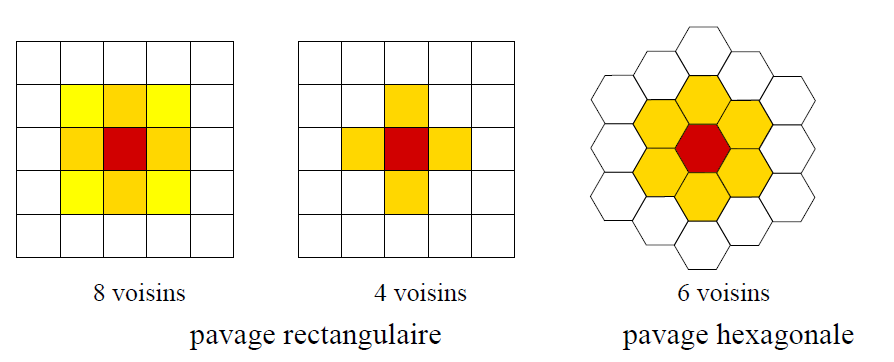 8 voisins
4 voisins
6 voisins
pavage rectangulaire
pavage hexagonale